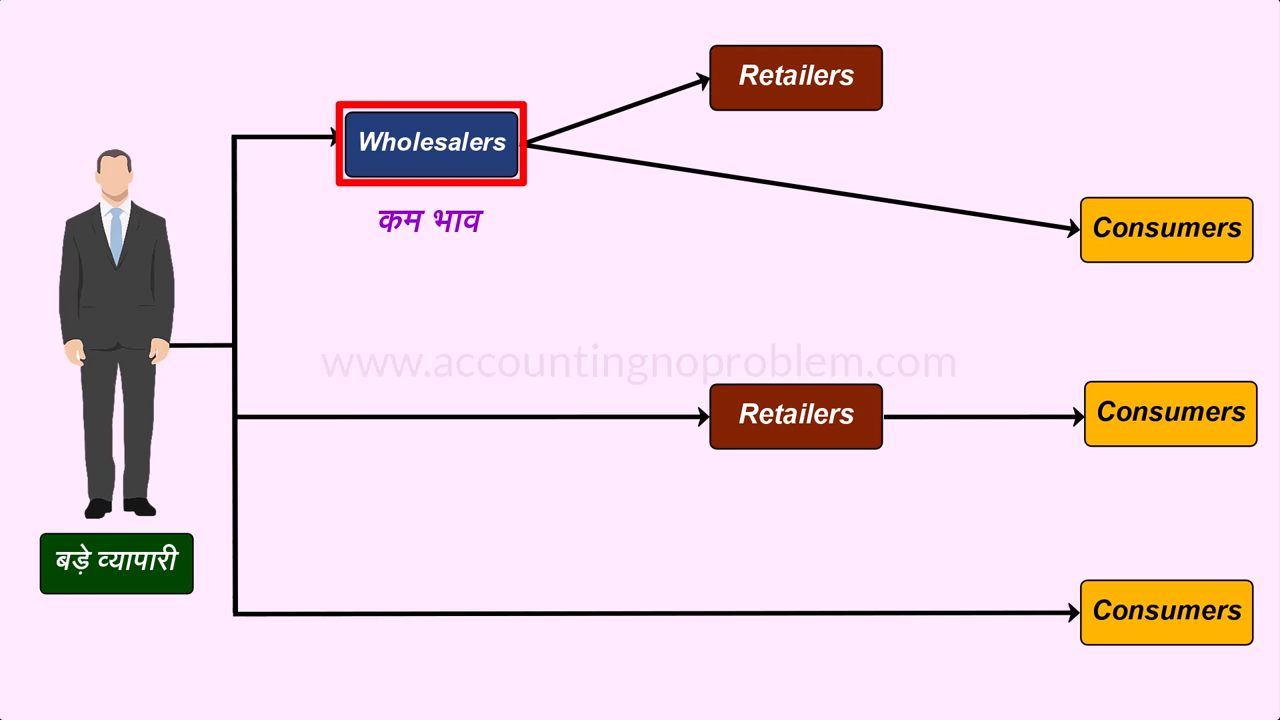 Retailers
Wholesalers
कम भाव
Consumers
www.accountingnoproblem.com
Retailers
Consumers
बड़े व्यापारी
Consumers